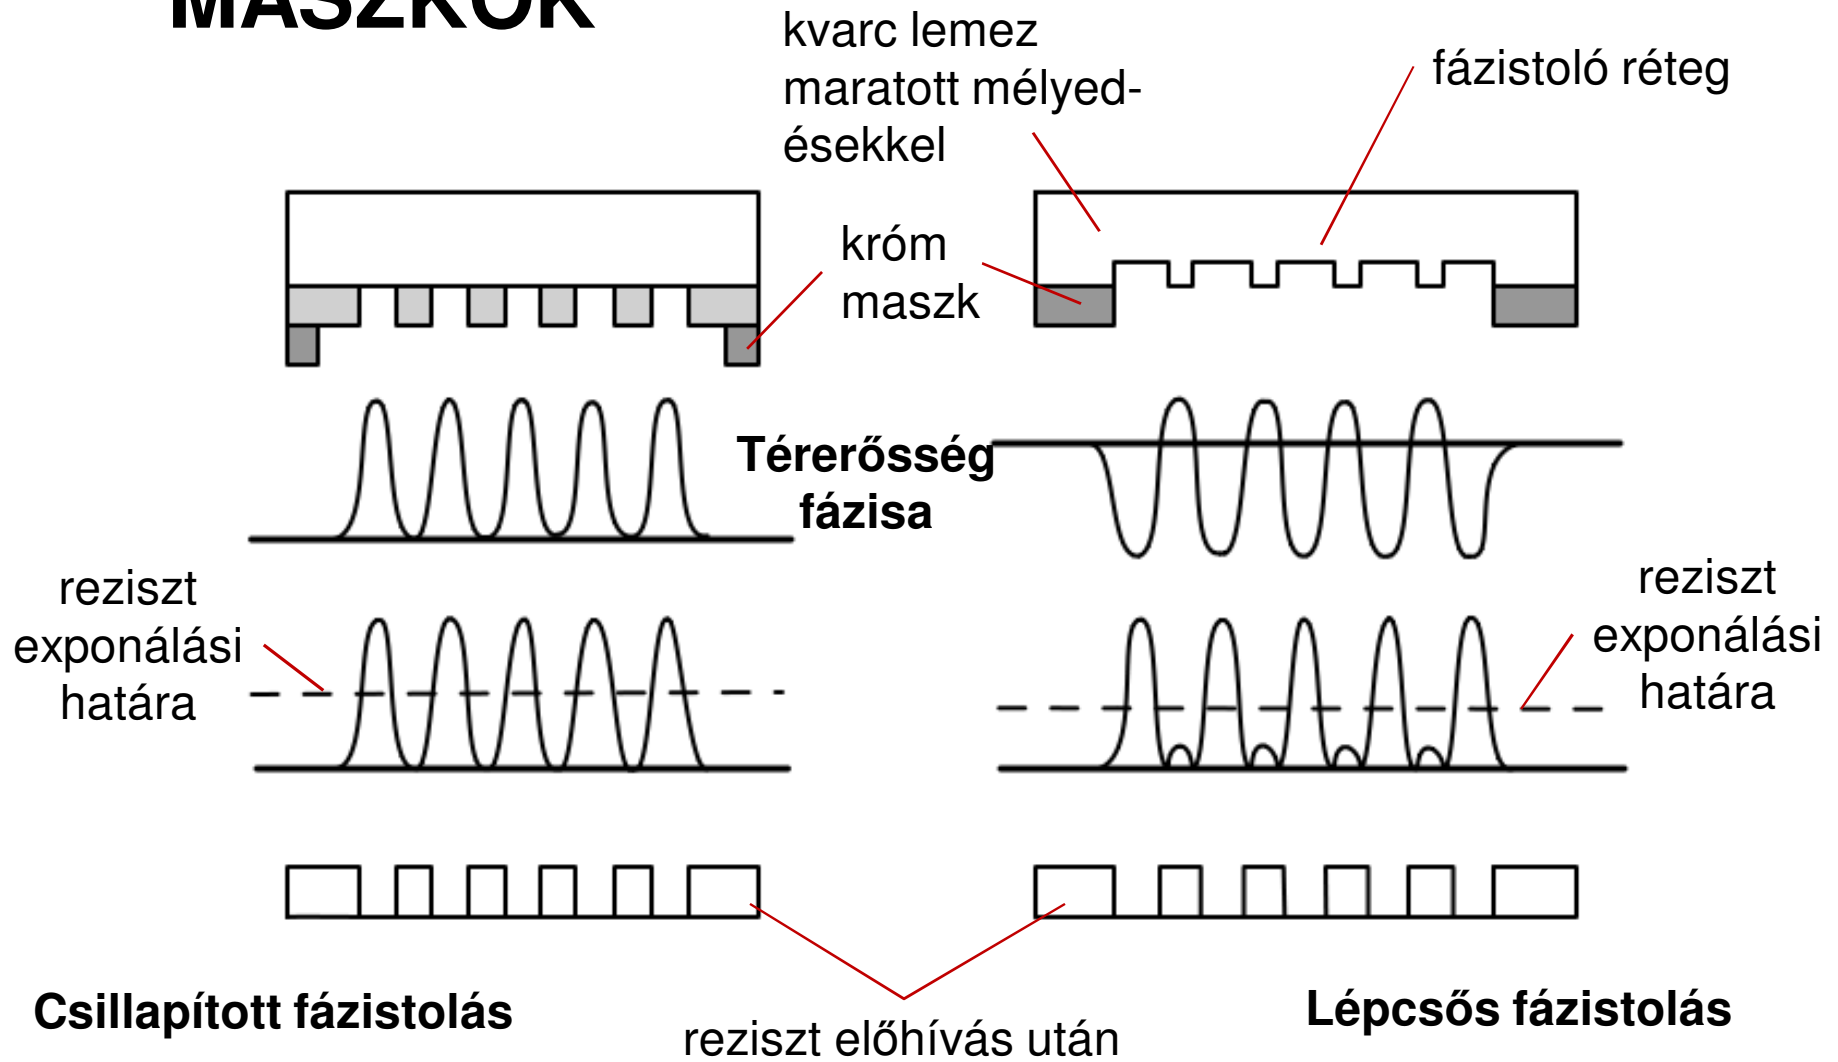 MASZKOK
kvarc lemez
maratott mélyed-
ésekkel
fázistoló réteg
króm
maszk
Térerősség
fázisa
reziszt
exponálási
határa
reziszt
exponálási
határa
Csillapított fázistolás
reziszt előhívás után
Lépcsős fázistolás